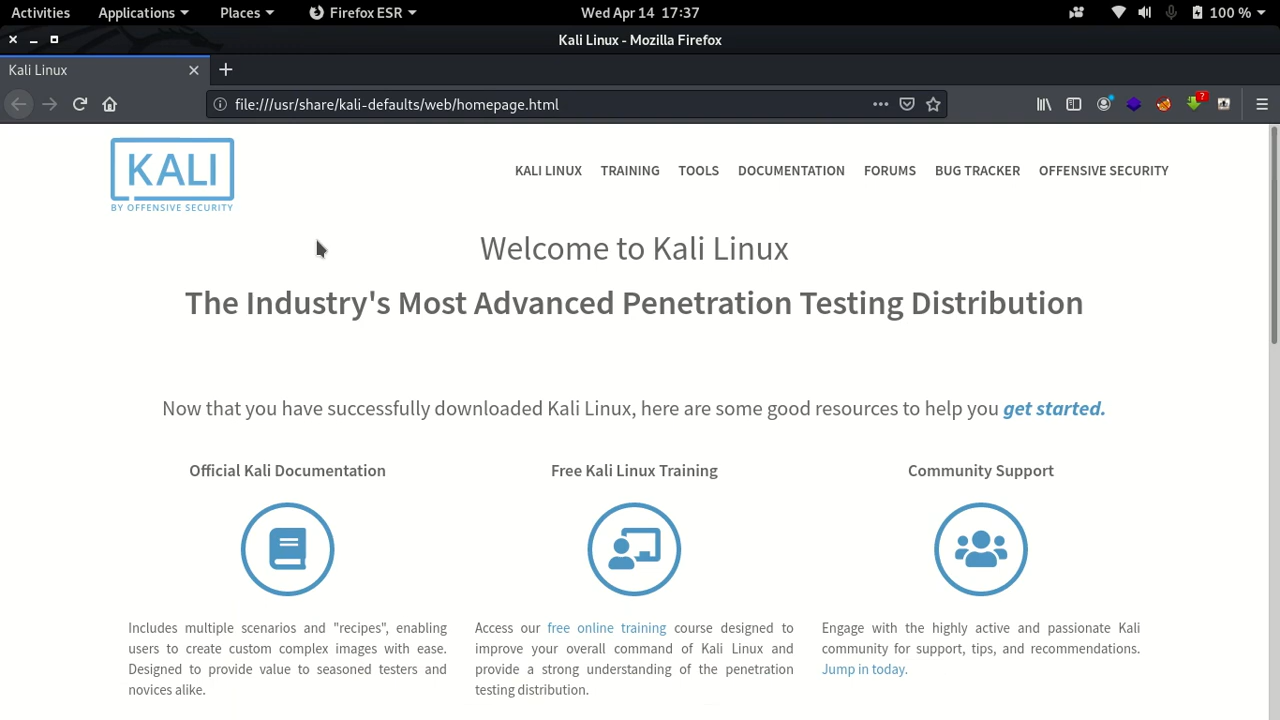 Activities Applications Places Firefox ESR Wed Apr 14 17:37 100 %
Kali Linux - Mozilla Firefox
Kali Linux
file:///usr/share/kali-defaults/web/homepage.html
?
KALI
BY OFFENSIVE SECURITY
KALI LINUX TRAINING TOOLS DOCUMENTATION FORUMS BUG TRACKER OFFENSIVE SECURITY
Welcome to Kali Linux
The Industry's Most Advanced Penetration Testing Distribution
Now that you have successfully downloaded Kali Linux, here are some good resources to help you get started.
Official Kali Documentation
Includes multiple scenarios and "recipes", enabling
users to create custom complex images with ease.
Designed to provide value to seasoned testers and
novices alike.
Free Kali Linux Training
Access our free online training course designed to
improve your overall command of Kali Linux and
provide a strong understanding of the penetration
testing distribution.
Community Support
Engage with the highly active and passionate Kali
community for support, tips, and recommendations.
Jump in today.